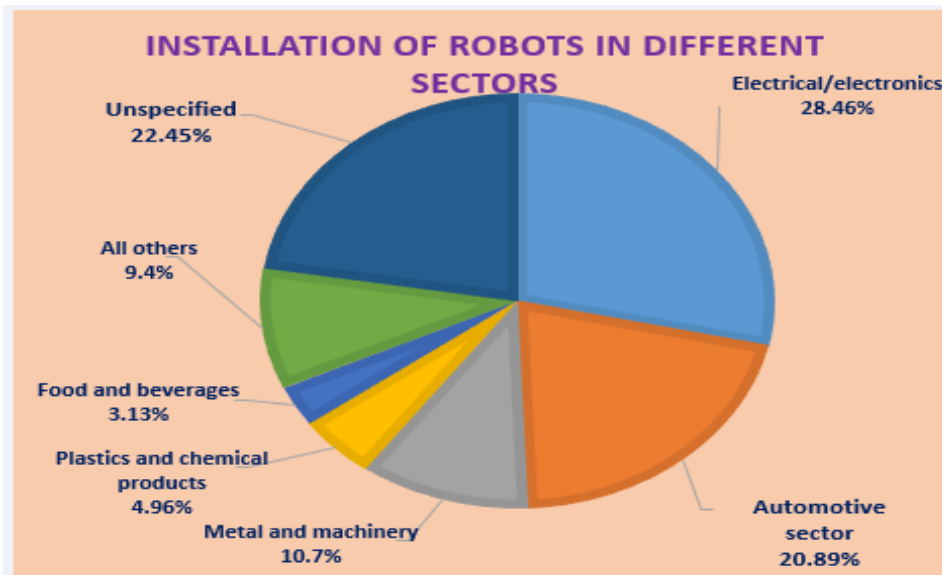 INSTALLATION OF ROBOTS IN DIFFERENT
SECTORS
Electrical/electronics
28.46%
Unspecified
22.45%
All others
9.4%
Food and beverages
3.13%
Plastics and chemical
products
4.96%
Metal and machinery
10.7%
Automotive
sector
20.89%